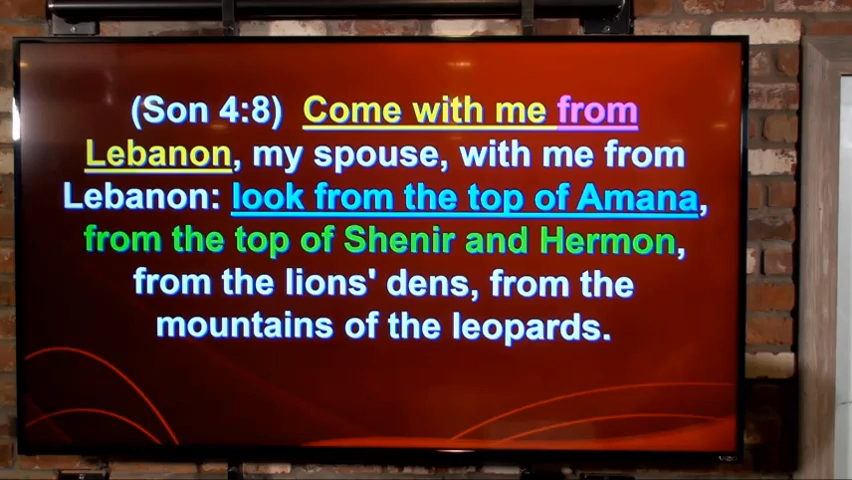 (Son 4:8) Come with me from
Lebanon, my spouse, with me from
Lebanon: look from the top of Amana,
from the top of Shenir and Hermon,
from the lions' dens, from the
mountains of the leopards.